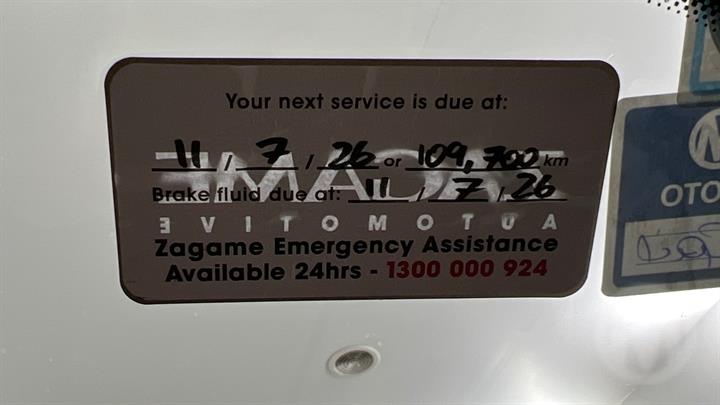 Your next service is due at:
11 / 7 / 26 or 109,700 km
Brake fluid due at: 11 / 7 / 26
ZAGAME
AUTOMOTIVE
Zagame Emergency Assistance
Available 24hrs - 1300 000 924
OTO